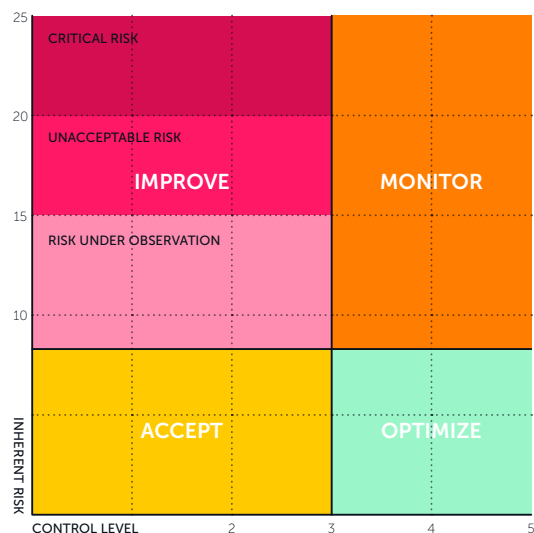 25
CRITICAL RISK
20
UNACCEPTABLE RISK
IMPROVE
MONITOR
15
RISK UNDER OBSERVATION
10
ACCEPT
OPTIMIZE
INHERENT RISK
CONTROL LEVEL
2
3
4
5